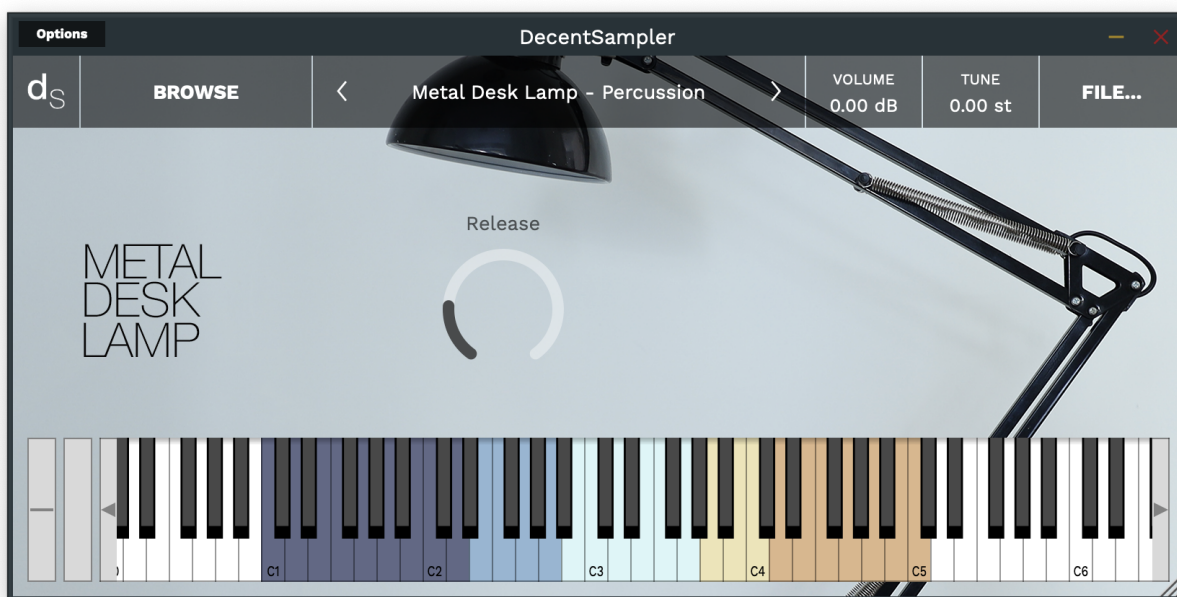 Options
DecentSampler
dS
BROWSE
Metal Desk Lamp - Percussion
VOLUME
0.00 dB
TUNE
0.00 st
FILE...
Release
METAL
DESK
LAMP
C1
C2
C3
C4
C5
C6